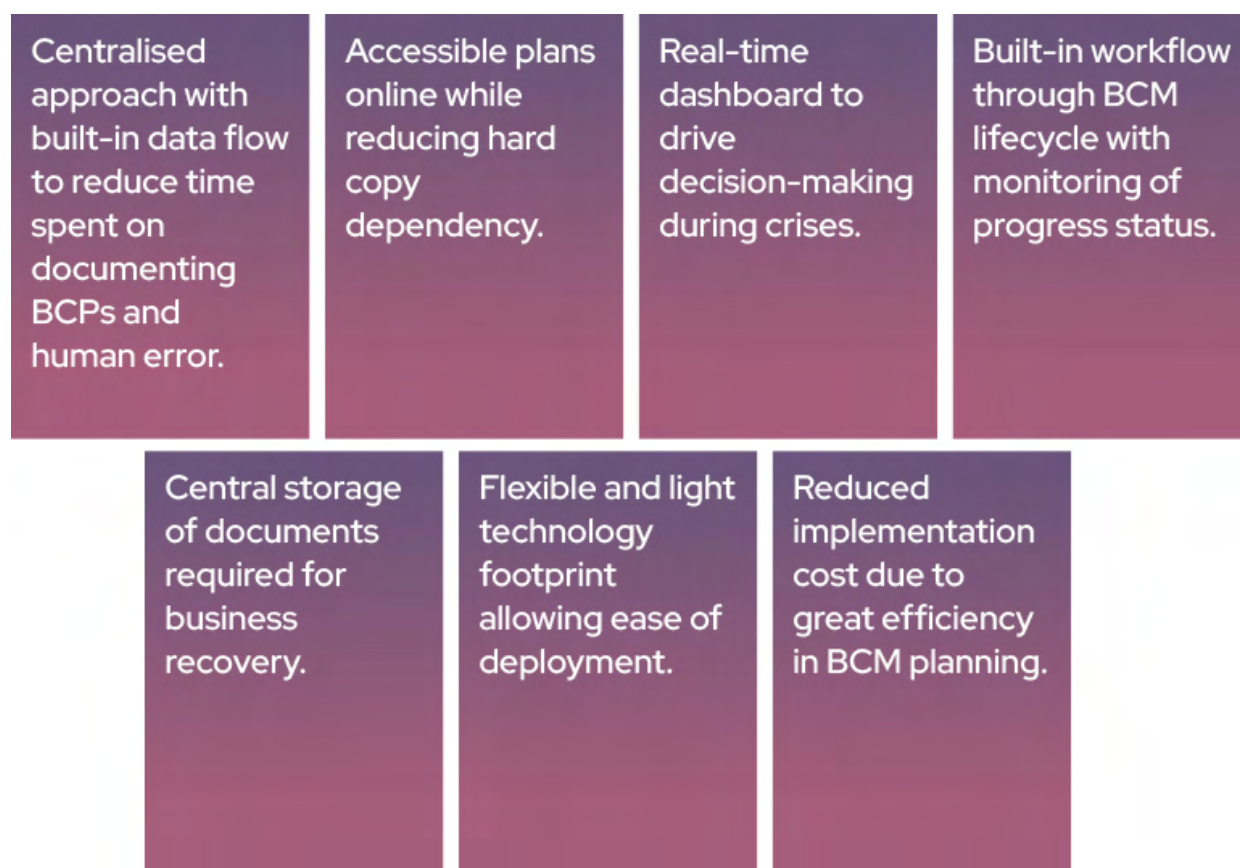 Centralised
approach with
built-in data flow
to reduce time
spent on
documenting
BCPs and
human error.
Accessible plans
online while
reducing hard
copy
dependency.
Real-time
dashboard to
drive
decision-making
during crises.
Built-in workflow
through BCM
lifecycle with
monitoring of
progress status.
Central storage
of documents
required for
business
recovery.
Flexible and light
technology
footprint
allowing ease of
deployment.
Reduced
implementation
cost due to
great efficiency
in BCM planning.